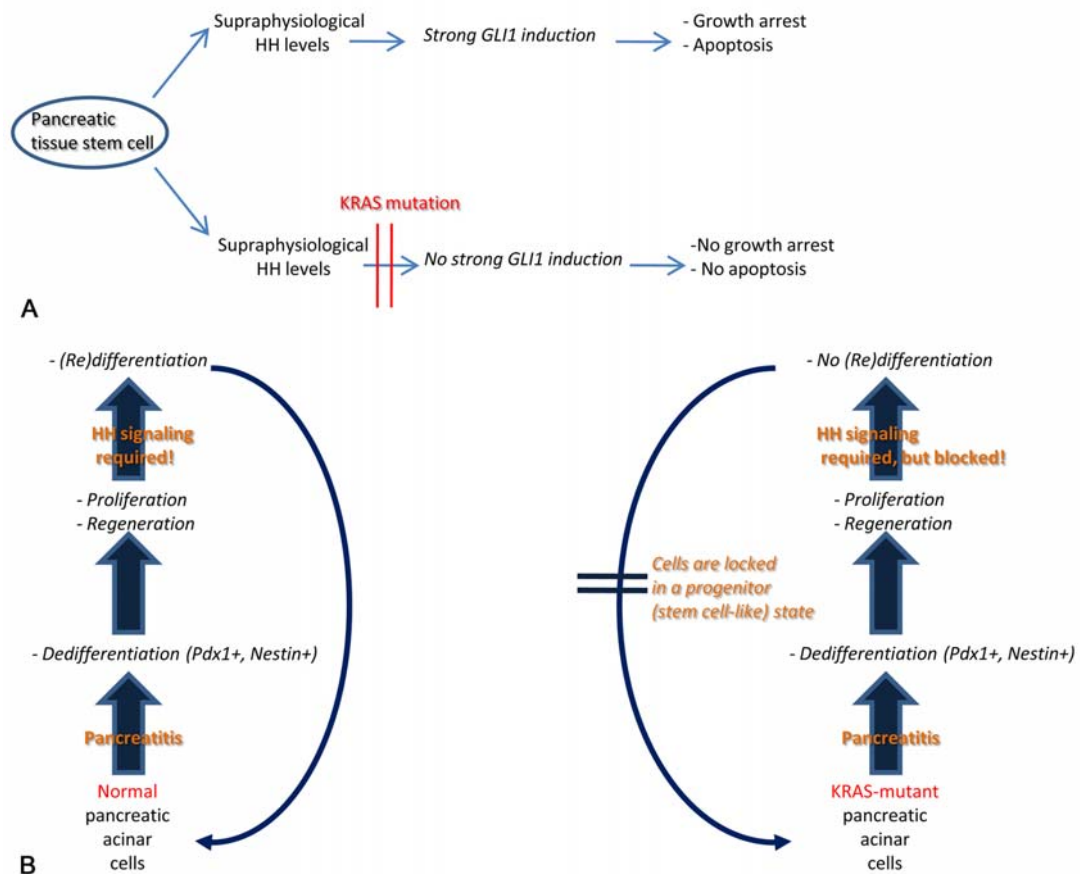 Supraphysiological
HH levels
Strong GLI1 induction
- Growth arrest
- Apoptosis
Pancreatic
tissue stem cell
KRAS mutation
Supraphysiological
HH levels
No strong GLI1 induction
-No growth arrest
- No apoptosis
A
- (Re)differentiation
HH signaling
required!
- Proliferation
- Regeneration
- Dedifferentiation (Pdx1+, Nestin+)
Pancreatitis
Normal
pancreatic
acinar
cells
- No (Re)differentiation
HH signaling
required, but blocked!
- Proliferation
- Regeneration
Cells are locked
in a progenitor
(stem cell-like) state
- Dedifferentiation (Pdx1+, Nestin+)
Pancreatitis
KRAS-mutant
pancreatic
acinar
cells
B